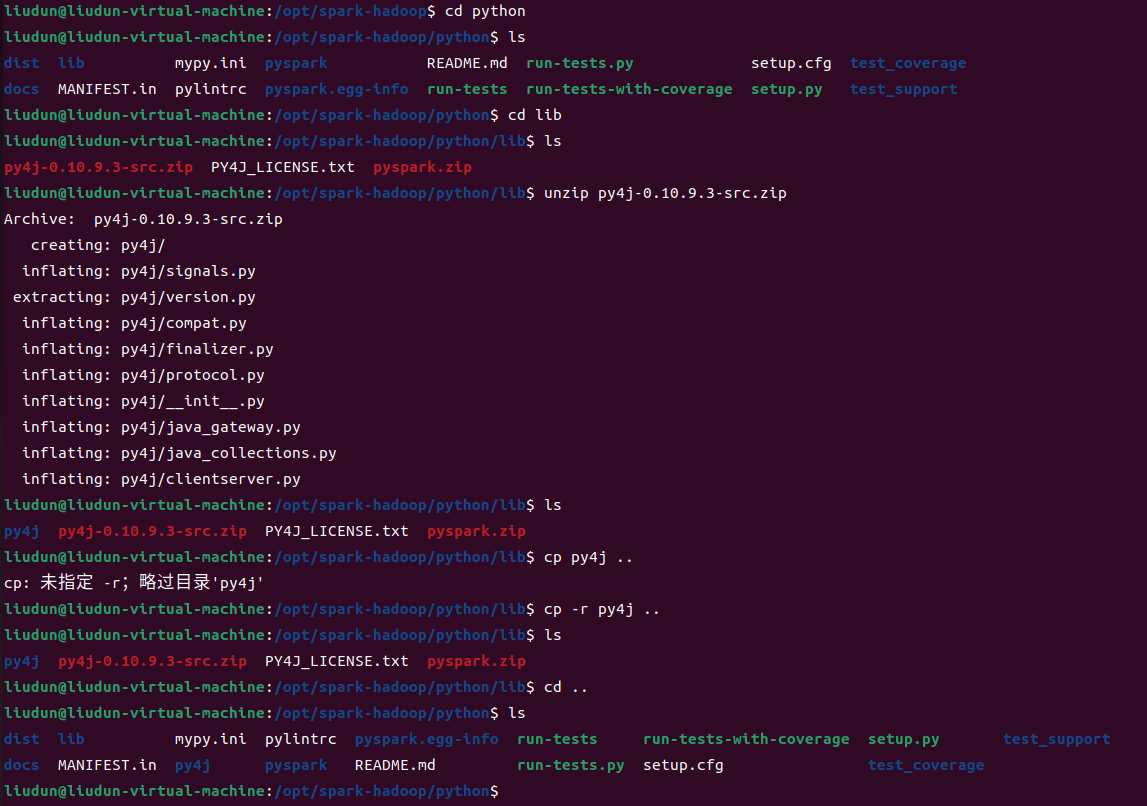 liudun@liudun-virtual-machine:/opt/spark-hadoop$ cd python
liudun@liudun-virtual-machine:/opt/spark-hadoop/python$ ls
dist  lib          mypy.ini  pyspark           README.md  run-tests.py             setup.cfg  test_coverage
docs  MANIFEST.in  pylintrc  pyspark.egg-info  run-tests  run-tests-with-coverage  setup.py   test_support
liudun@liudun-virtual-machine:/opt/spark-hadoop/python$ cd lib
liudun@liudun-virtual-machine:/opt/spark-hadoop/python/lib$ ls
py4j-0.10.9.3-src.zip  PY4J_LICENSE.txt  pyspark.zip
liudun@liudun-virtual-machine:/opt/spark-hadoop/python/lib$ unzip py4j-0.10.9.3-src.zip
Archive:  py4j-0.10.9.3-src.zip
   creating: py4j/
  inflating: py4j/signals.py
 extracting: py4j/version.py
  inflating: py4j/compat.py
  inflating: py4j/finalizer.py
  inflating: py4j/protocol.py
  inflating: py4j/__init__.py
  inflating: py4j/java_gateway.py
  inflating: py4j/java_collections.py
  inflating: py4j/clientserver.py
liudun@liudun-virtual-machine:/opt/spark-hadoop/python/lib$ ls
py4j  py4j-0.10.9.3-src.zip  PY4J_LICENSE.txt  pyspark.zip
liudun@liudun-virtual-machine:/opt/spark-hadoop/python/lib$ cp py4j ..
cp: 未指定 -r；略过目录'py4j'
liudun@liudun-virtual-machine:/opt/spark-hadoop/python/lib$ cp -r py4j ..
liudun@liudun-virtual-machine:/opt/spark-hadoop/python/lib$ ls
py4j  py4j-0.10.9.3-src.zip  PY4J_LICENSE.txt  pyspark.zip
liudun@liudun-virtual-machine:/opt/spark-hadoop/python/lib$ cd ..
liudun@liudun-virtual-machine:/opt/spark-hadoop/python$ ls
dist  lib          mypy.ini  pylintrc  pyspark.egg-info  run-tests     run-tests-with-coverage  setup.py       test_support
docs  MANIFEST.in  py4j      pyspark   README.md         run-tests.py  setup.cfg                test_coverage
liudun@liudun-virtual-machine:/opt/spark-hadoop/python$